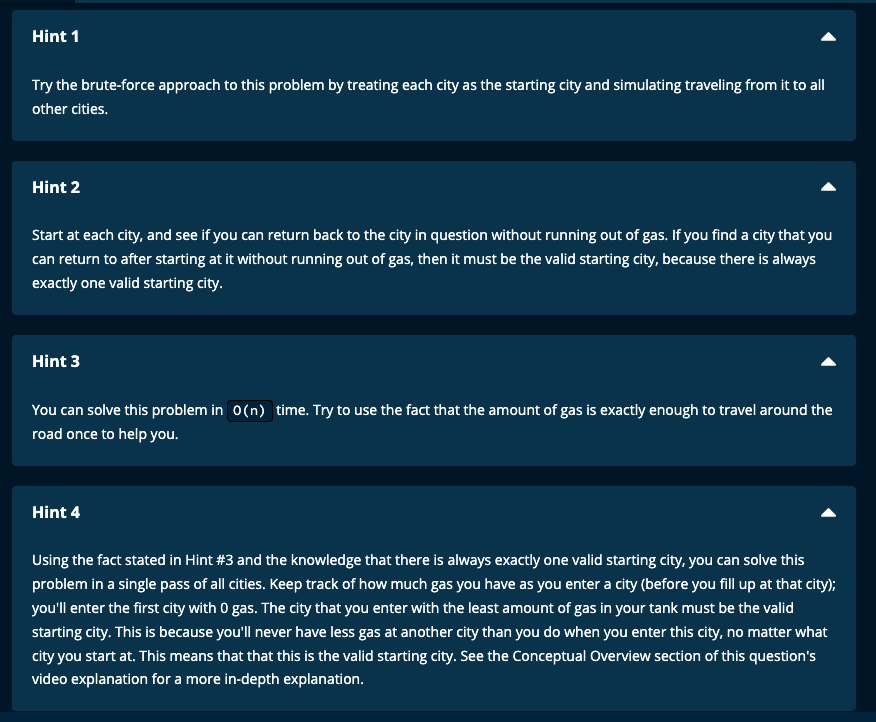 Hint 1
Try the brute-force approach to this problem by treating each city as the starting city and simulating traveling from it to all
other cities.
Hint 2
Start at each city, and see if you can return back to the city in question without running out of gas. If you find a city that you
can return to after starting at it without running out of gas, then it must be the valid starting city, because there is always
exactly one valid starting city.
Hint 3
You can solve this problem in O(n) time. Try to use the fact that the amount of gas is exactly enough to travel around the
road once to help you.
Hint 4
Using the fact stated in Hint #3 and the knowledge that there is always exactly one valid starting city, you can solve this
problem in a single pass of all cities. Keep track of how much gas you have as you enter a city (before you fill up at that city);
you'll enter the first city with 0 gas. The city that you enter with the least amount of gas in your tank must be the valid
starting city. This is because you'll never have less gas at another city than you do when you enter this city, no matter what
city you start at. This means that that this is the valid starting city. See the Conceptual Overview section of this question's
video explanation for a more in-depth explanation.